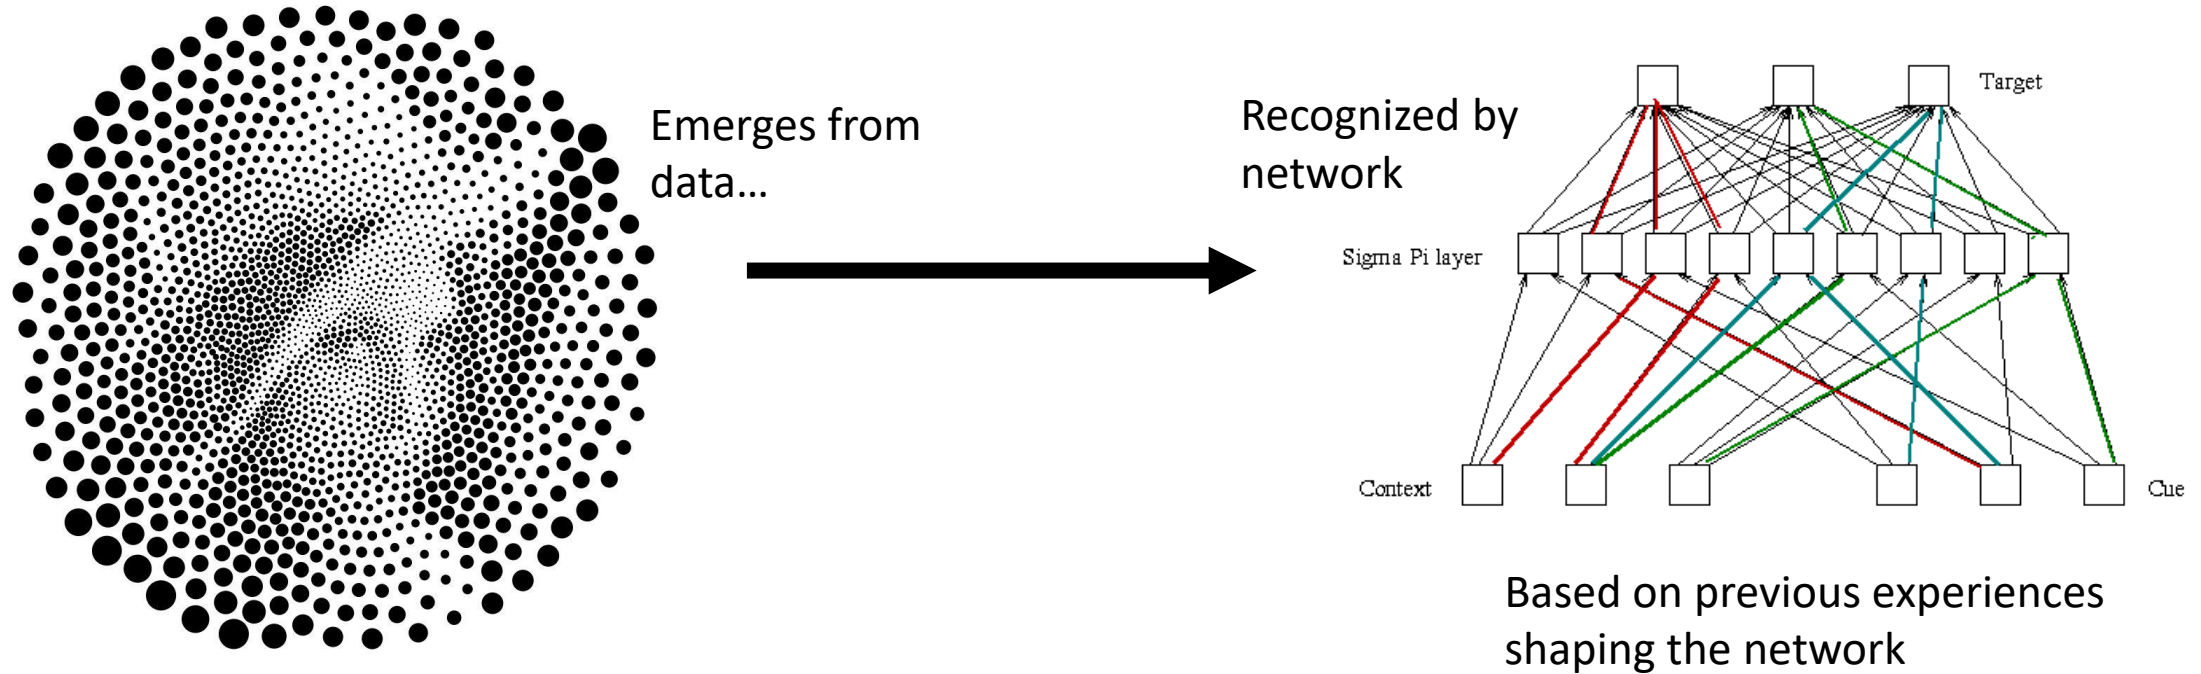 Emerges from
data...
Recognized by
network
Target
Sigma Pi layer
Context
Cue
Based on previous experiences
shaping the network